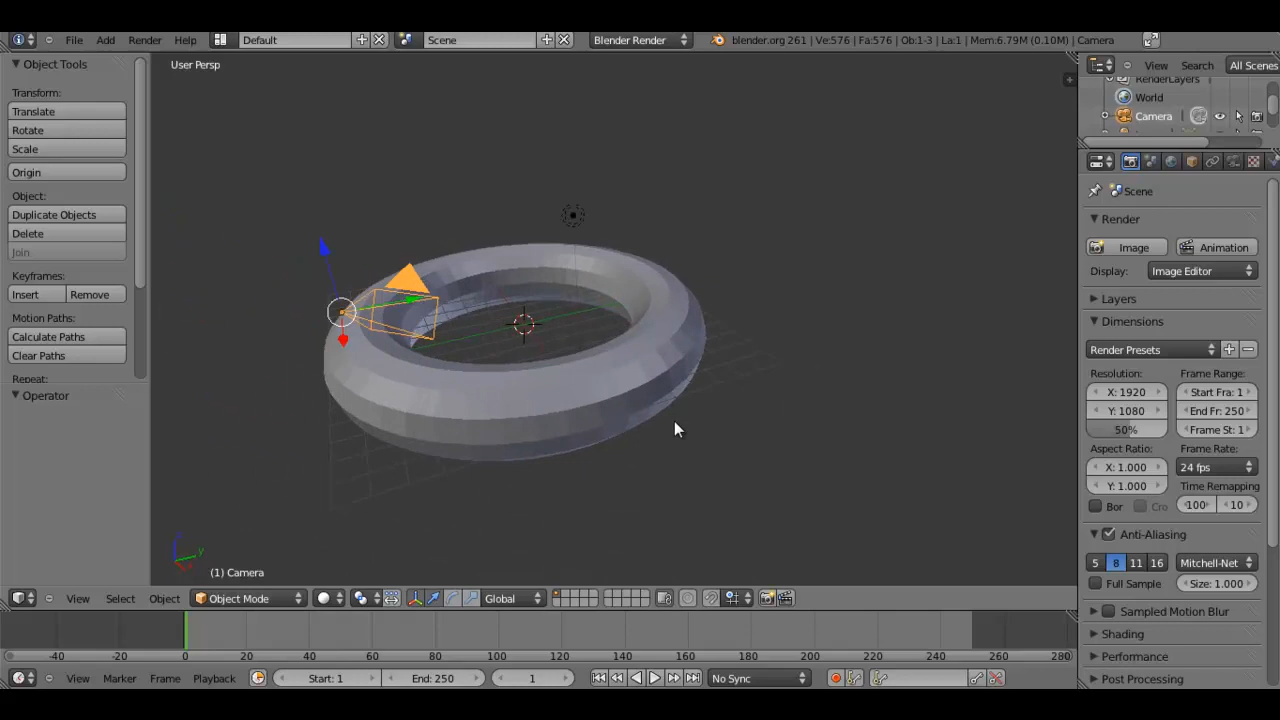 File Add Render Help Default Scene Blender Render blender.org 261 | Ve:576 | Fa:576 | Ob:1-3 | La:1 | Mem:6.79M (0.10M) | Camera
Object Tools
Transform:
Translate
Rotate
Scale
Origin
Object:
Duplicate Objects
Delete
Join
Keyframes:
Insert Remove
Motion Paths:
Calculate Paths
Clear Paths
Repeat:
Operator
User Persp
y
(1) Camera
View Search All Scenes
RenderLayers
World
Camera
Scene
Render
Image Animation
Display: Image Editor
Layers
Dimensions
Render Presets
Resolution: Frame Range:
X: 1920 Start Fra: 1
Y: 1080 End Fr: 250
50% Frame St: 1
Aspect Ratio: Frame Rate:
X: 1.000 24 fps
Y: 1.000 Time Remapping
Bor Cro 100 10
Anti-Aliasing
5 8 11 16 Mitchell-Net
Full Sample Size: 1.000
Sampled Motion Blur
Shading
Performance
Post Processing
View Select Object Object Mode Global
-40 -20 0 20 40 60 80 100 120 140 160 180 200 220 240 260 280
View Marker Frame Playback Start: 1 End: 250 1 No Sync